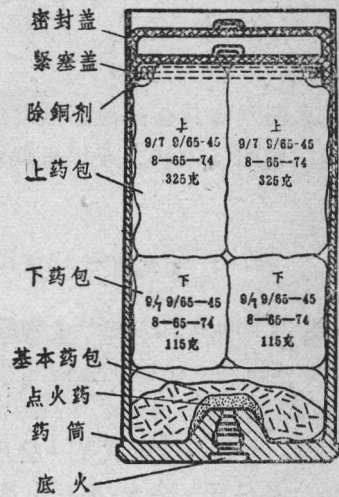 密封盖
紧塞盖
除銅剂
上药包
下药包
基本药包
点火药
药筒
底火
上
9/7 9/65-45
8—65—74
325克
上
9/7 9/65-45
8—65—74
325克
下
9/7 9/65—45
8—65—74
115克
下
9/7 9/65—45
8—65—74
115克